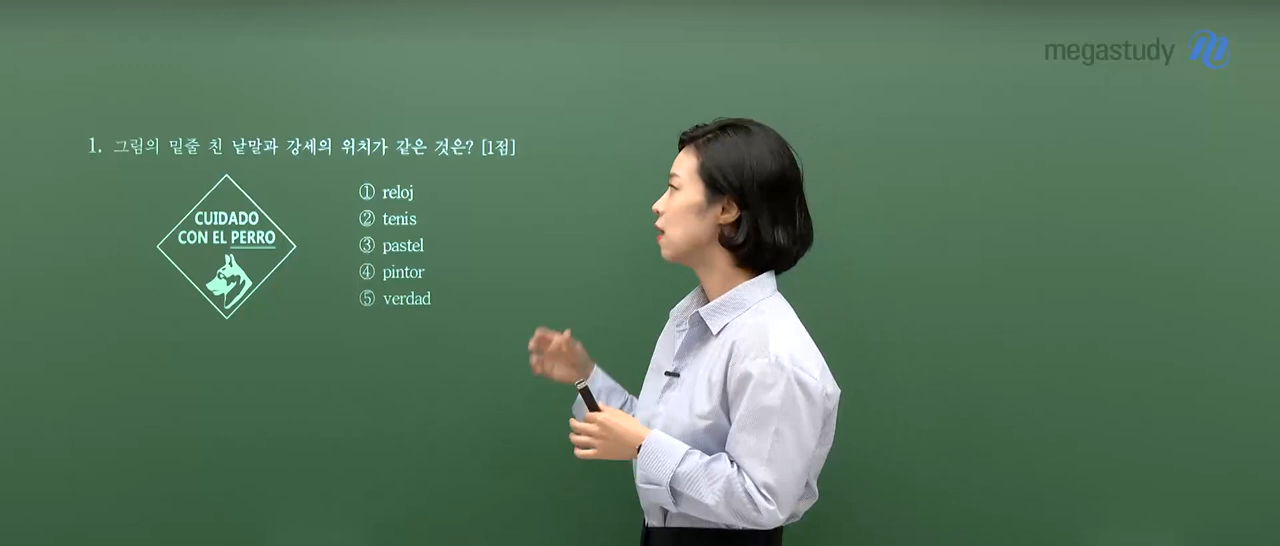 megastudy
1. 그림의 밑줄 친 낱말과 강세의 위치가 같은 것은? [1점]
CUIDADO
CON EL PERRO
① reloj
② tenis
③ pastel
④ pintor
⑤ verdad